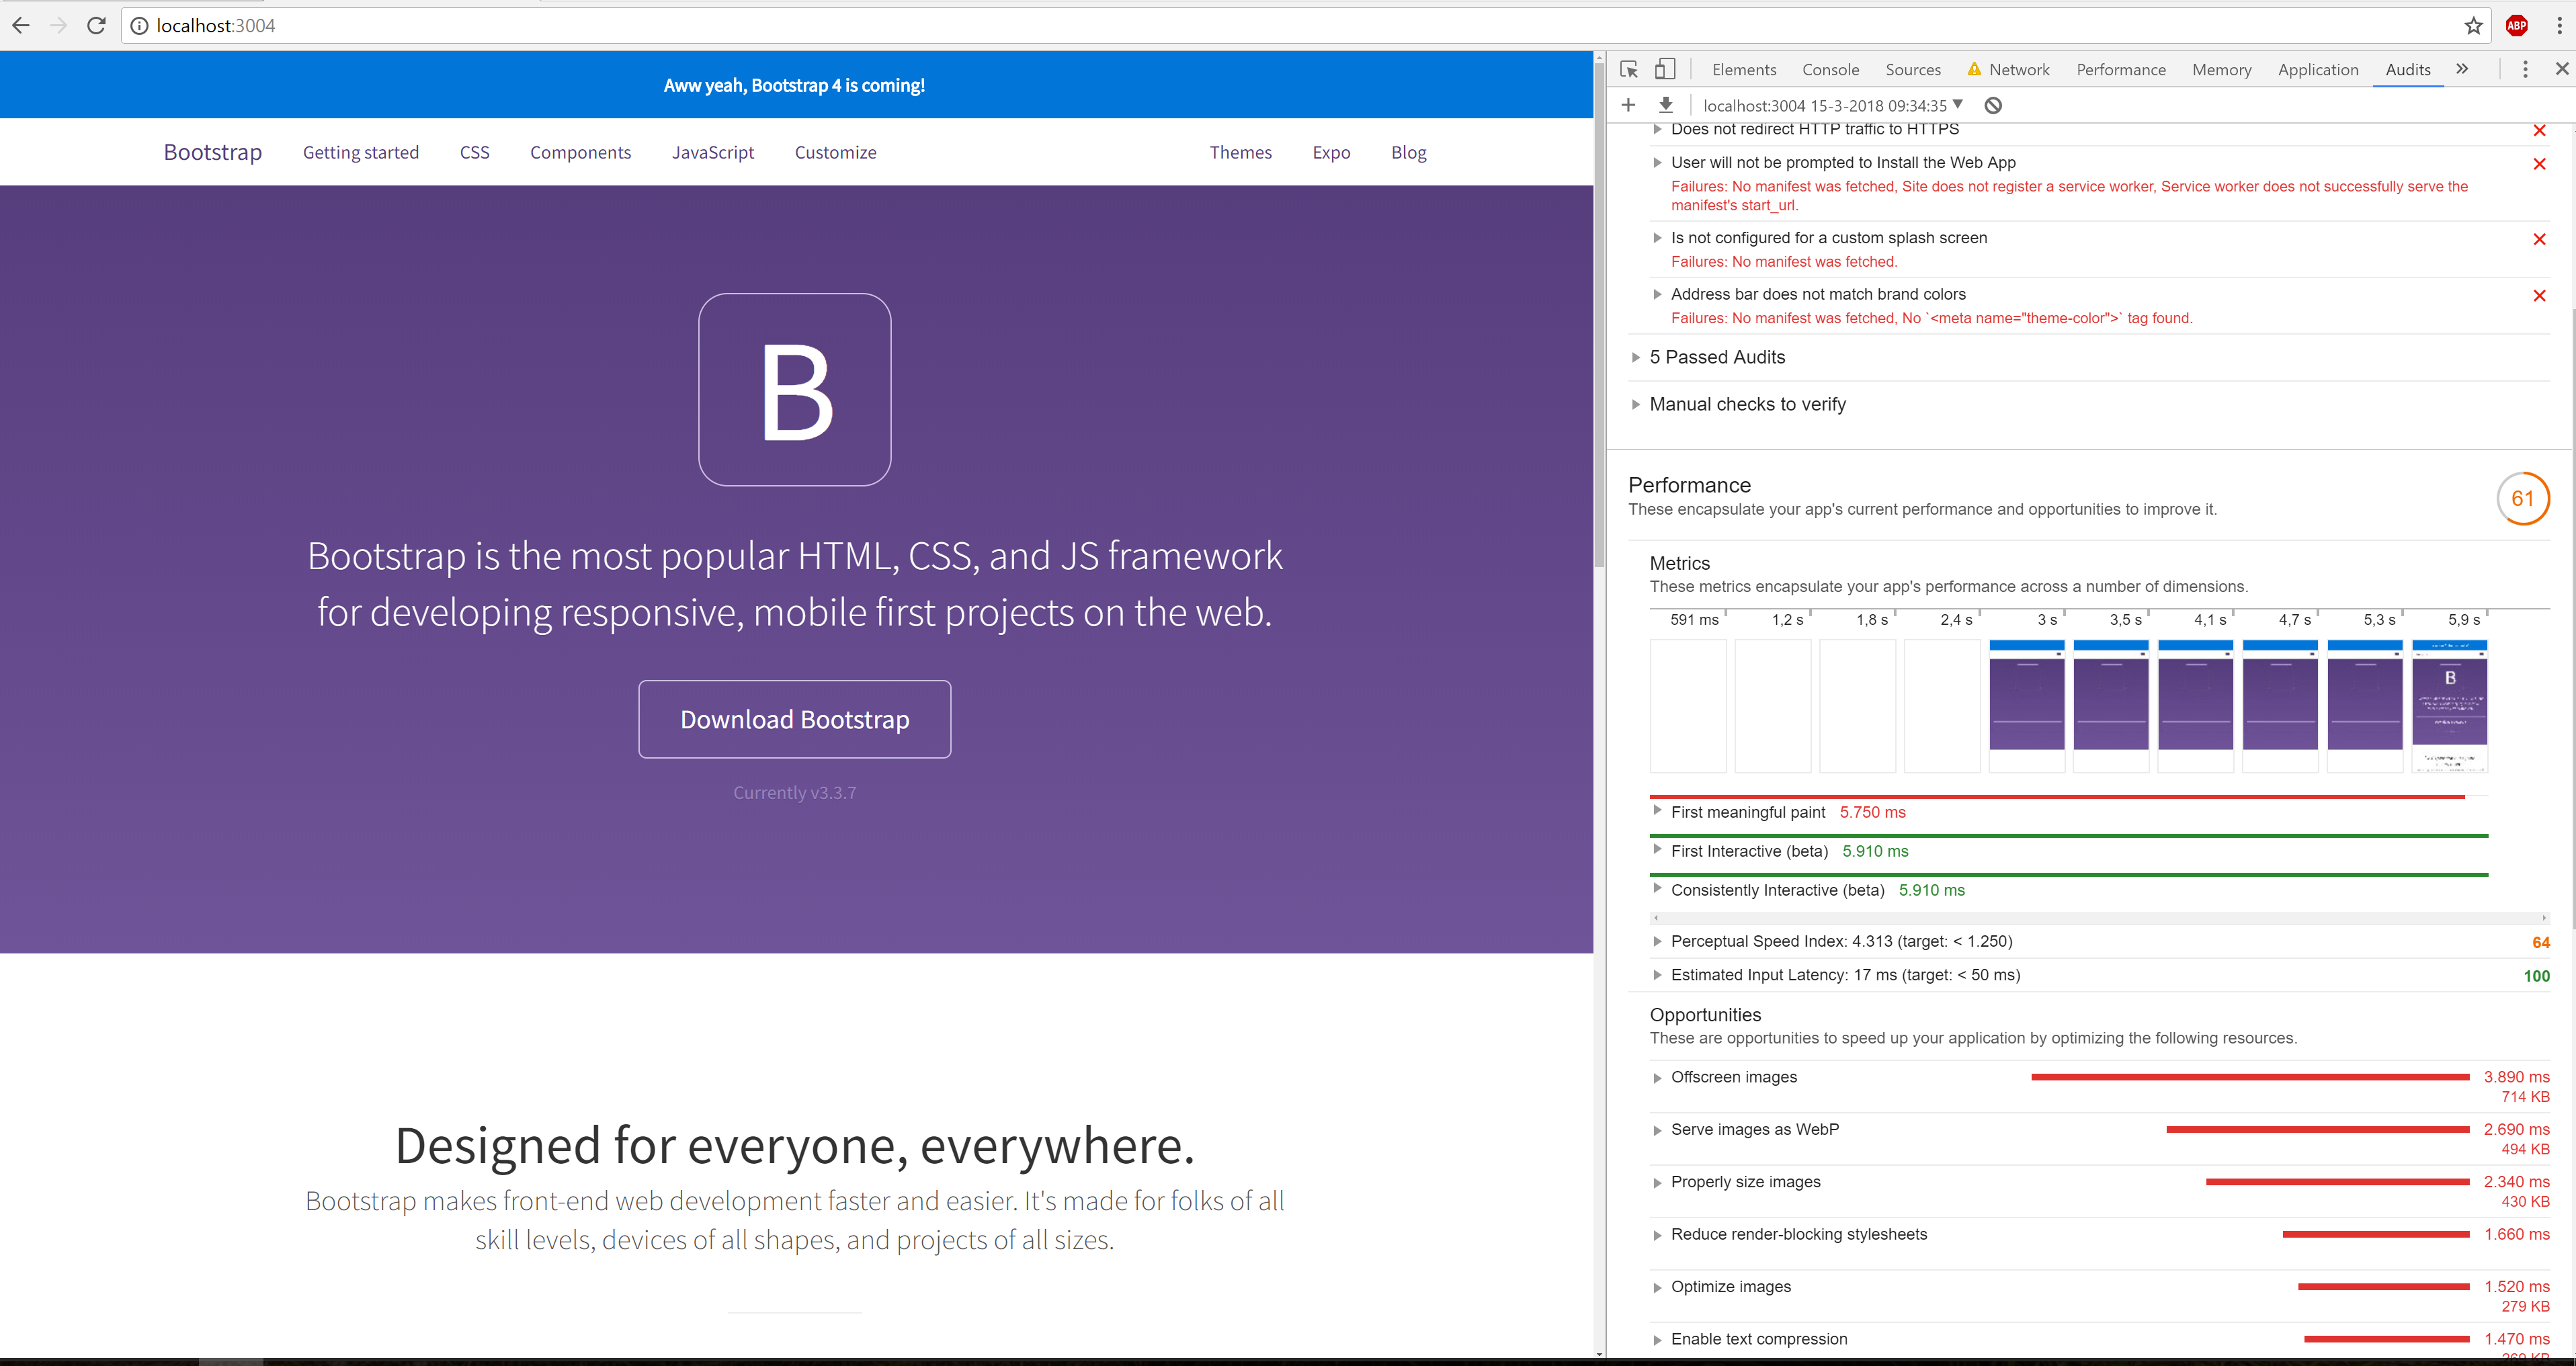 localhost:3004
ABP
Aww yeah, Bootstrap 4 is coming!
Bootstrap Getting started CSS Components JavaScript Customize Themes Expo Blog
B
Bootstrap is the most popular HTML, CSS, and JS framework
for developing responsive, mobile first projects on the web.
Download Bootstrap
Currently v3.3.7
Designed for everyone, everywhere.
Bootstrap makes front-end web development faster and easier. It's made for folks of all
skill levels, devices of all shapes, and projects of all sizes.
Elements Console Sources Network Performance Memory Application Audits
localhost:3004 15-3-2018 09:34:35
Does not redirect HTTP traffic to HTTPS
User will not be prompted to Install the Web App
Failures: No manifest was fetched, Site does not register a service worker, Service worker does not successfully serve the
manifest's start_url.
Is not configured for a custom splash screen
Failures: No manifest was fetched.
Address bar does not match brand colors
Failures: No manifest was fetched, No `<meta name="theme-color">` tag found.
5 Passed Audits
Manual checks to verify
Performance
61
These encapsulate your app's current performance and opportunities to improve it.
Metrics
These metrics encapsulate your app's performance across a number of dimensions.
591 ms 1,2 s 1,8 s 2,4 s 3 s 3,5 s 4,1 s 4,7 s 5,3 s 5,9 s
B
First meaningful paint 5.750 ms
First Interactive (beta) 5.910 ms
Consistently Interactive (beta) 5.910 ms
Perceptual Speed Index: 4.313 (target: < 1.250) 64
Estimated Input Latency: 17 ms (target: < 50 ms) 100
Opportunities
These are opportunities to speed up your application by optimizing the following resources.
Offscreen images 3.890 ms
714 KB
Serve images as WebP 2.690 ms
494 KB
Properly size images 2.340 ms
430 KB
Reduce render-blocking stylesheets 1.660 ms
Optimize images 1.520 ms
279 KB
Enable text compression 1.470 ms